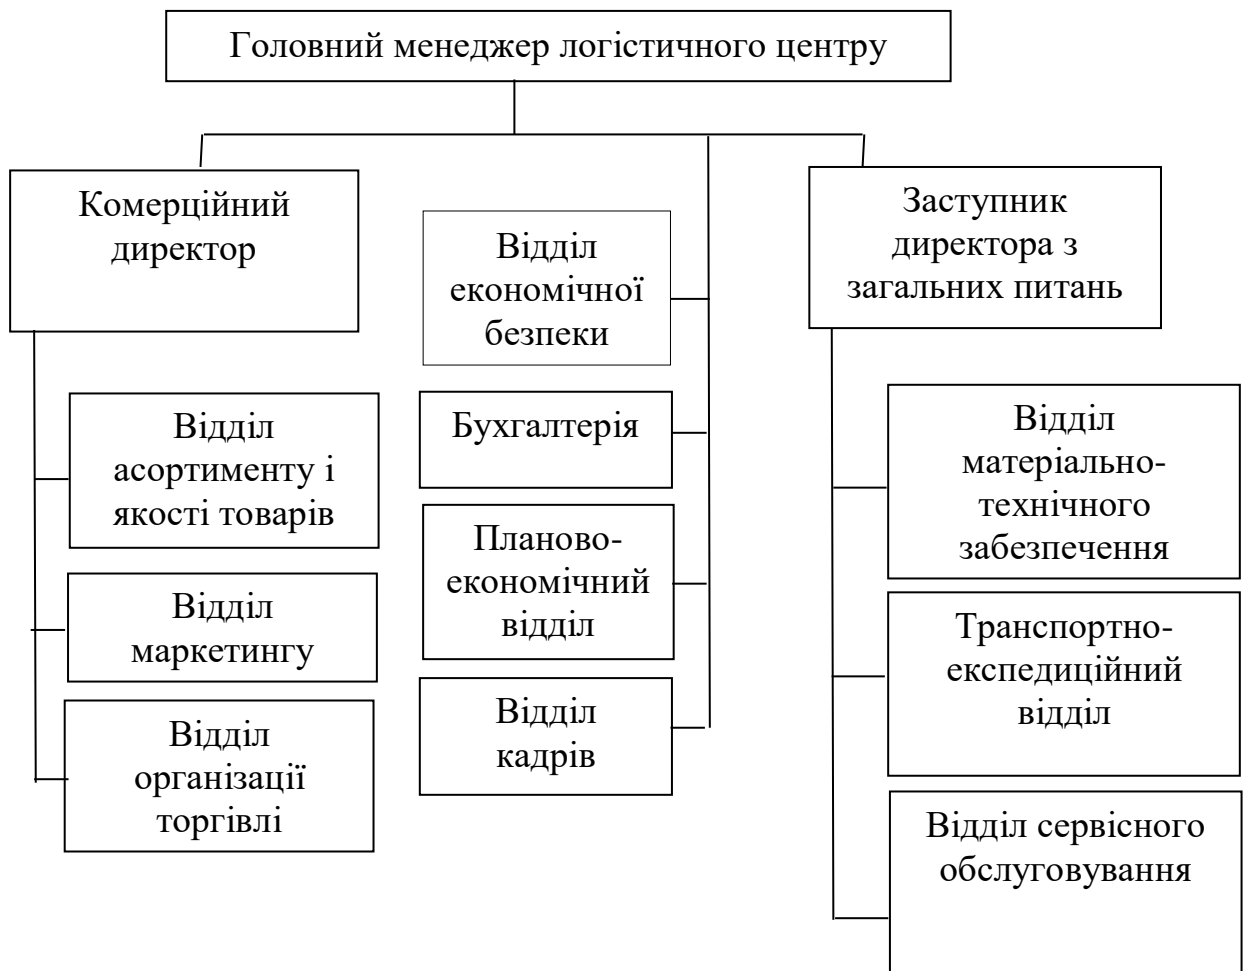 Головний менеджер логістичного центру
Комерційний
директор
Відділ
асортименту і
якості товарів
Відділ
маркетингу
Відділ
організації
торгівлі
Відділ
економічної
безпеки
Бухгалтерія
Планово-
економічний
відділ
Відділ
кадрів
Заступник
директора з
загальних питань
Відділ
матеріально-
технічного
забезпечення
Транспортно-
експедиційний
відділ
Відділ сервісного
обслуговування